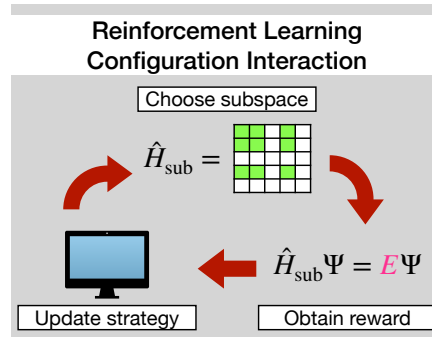 Reinforcement Learning
Configuration Interaction
Choose subspace
Ĥsub =
ĤsubΨ = EΨ
Update strategy
Obtain reward